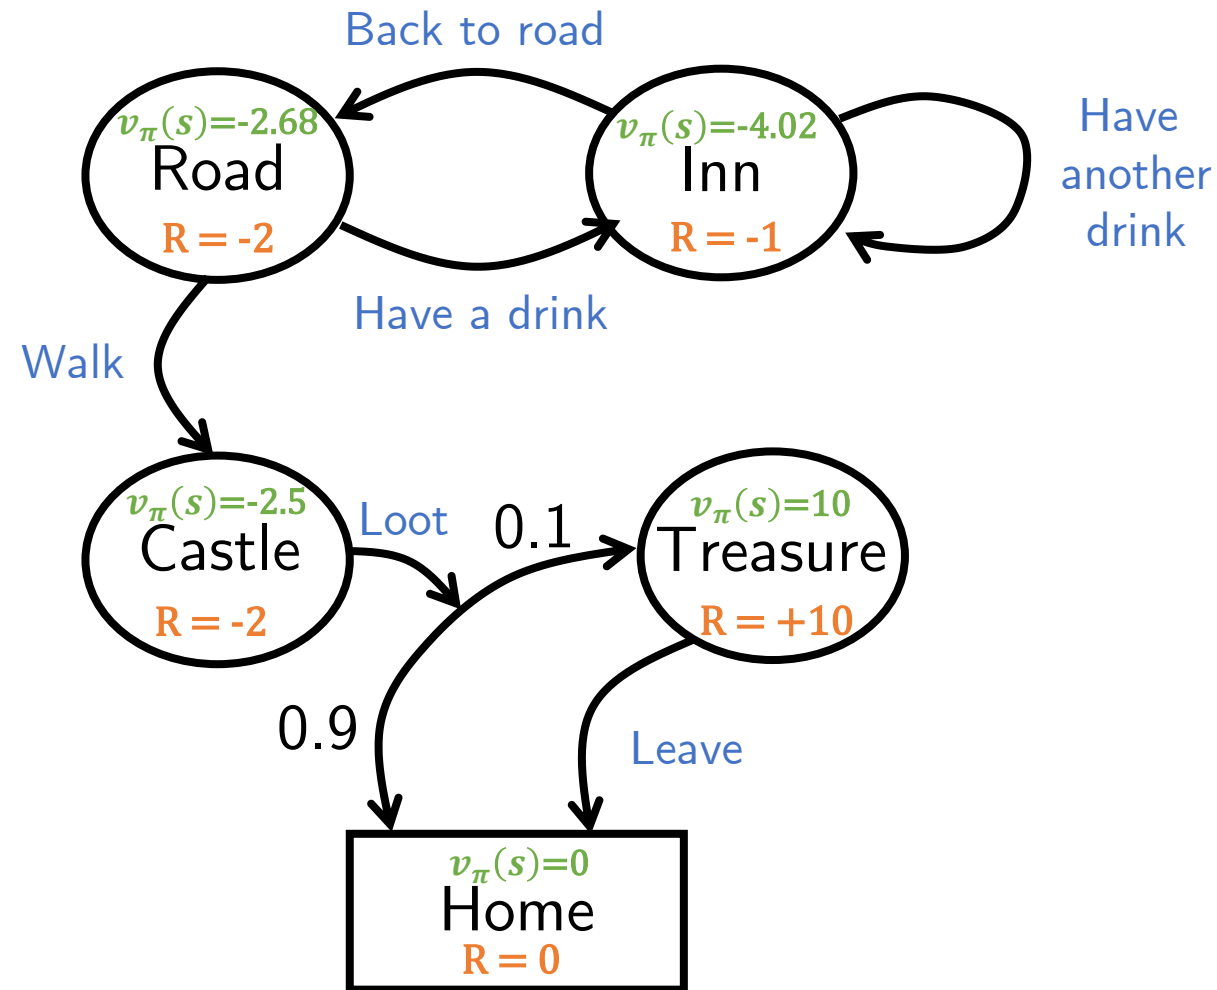 Back to road
vπ(s)=-2.68
Road
R = -2
vπ(s)=-4.02
Inn
R = -1
Have
another
drink
Have a drink
Walk
vπ(s)=-2.5
Castle
R = -2
Loot
0.1
vπ(s)=10
Treasure
R = +10
0.9
Leave
vπ(s)=0
Home
R = 0